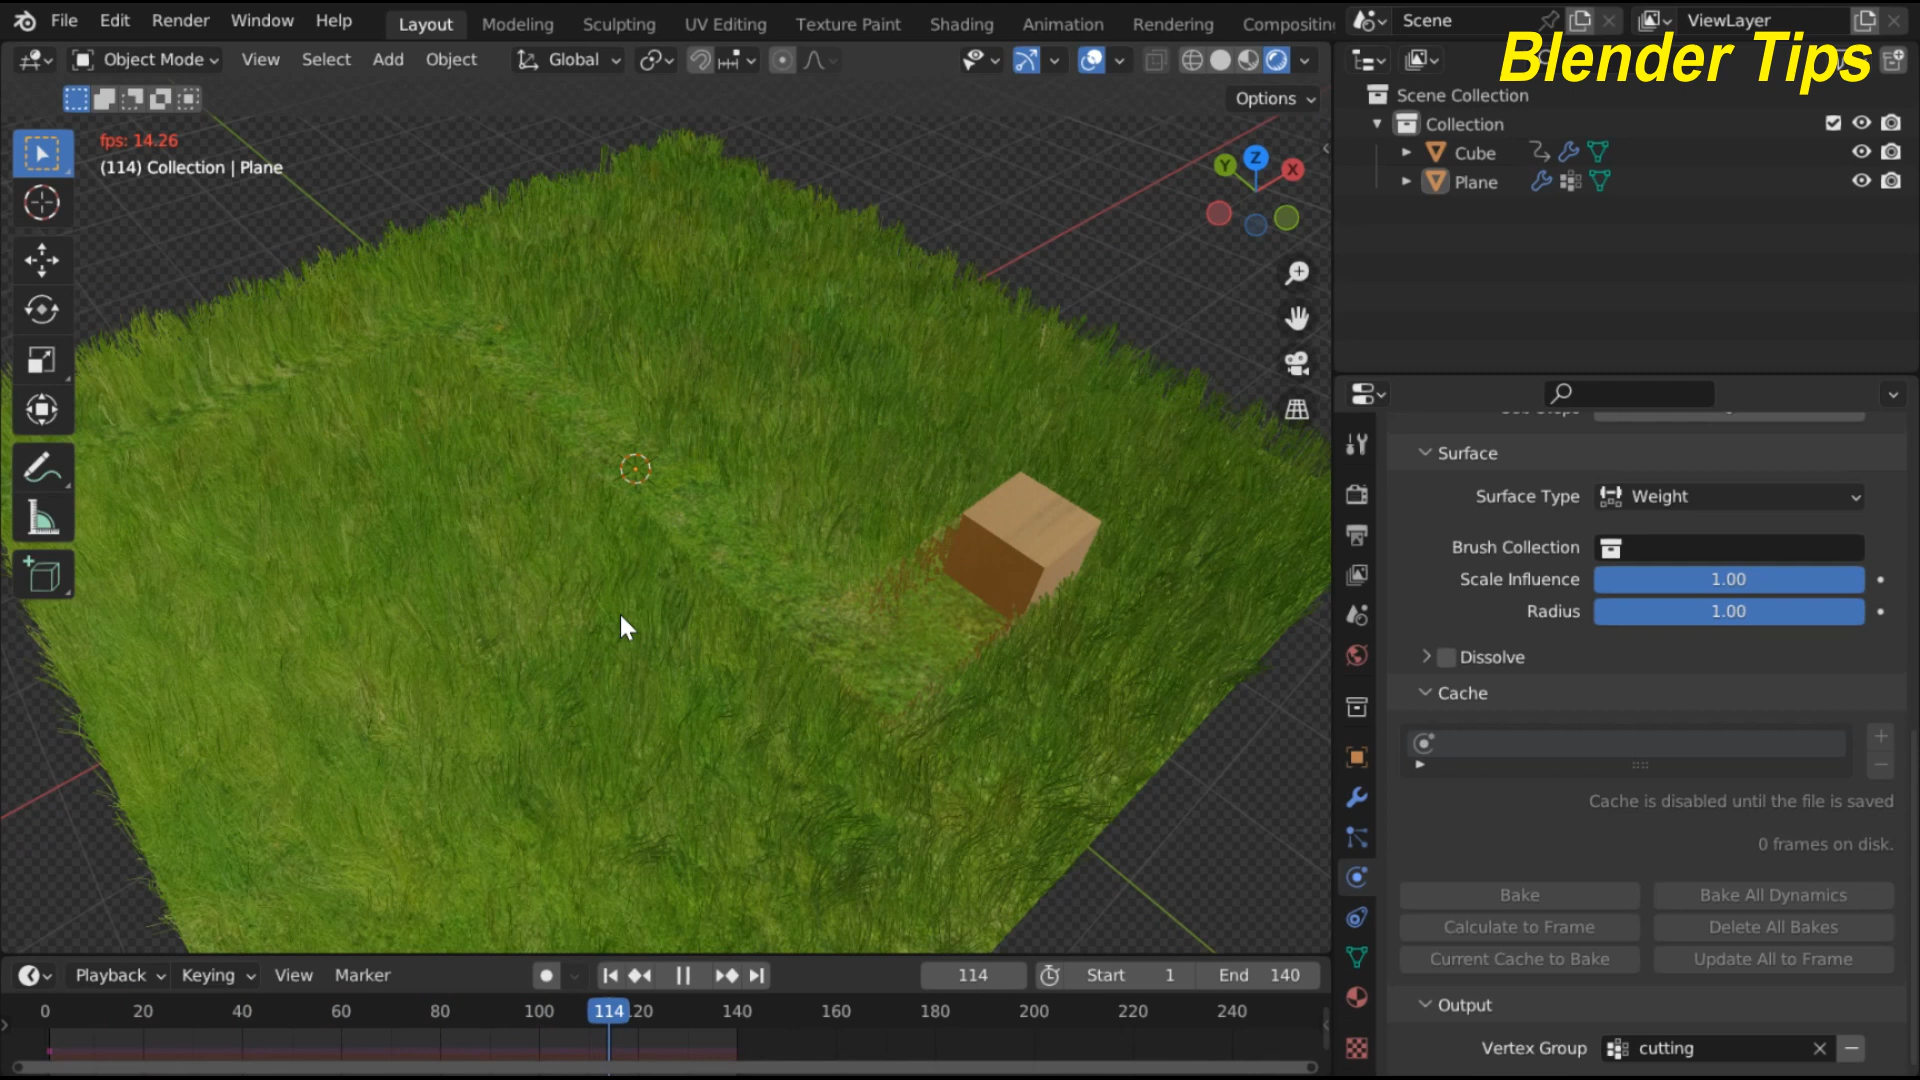 File Edit Render Window Help Layout Modeling Sculpting UV Editing Texture Paint Shading Animation Rendering Scene ViewLayer
Blender Tips
Object Mode View Select Add Object Global
Options
fps: 14.26
(114) Collection | Plane
Y Z X
Scene Collection
Collection
Cube
Plane
Surface
Surface Type Weight
Brush Collection
Scale Influence 1.00
Radius 1.00
Dissolve
Cache
Cache is disabled until the file is saved
0 frames on disk.
Bake Bake All Dynamics
Calculate to Frame Delete All Bakes
Current Cache to Bake Update All to Frame
Output
Vertex Group cutting
Playback Keying View Marker 114 Start 1 End 140
0 20 40 60 80 100 114 20 140 160 180 200 220 240